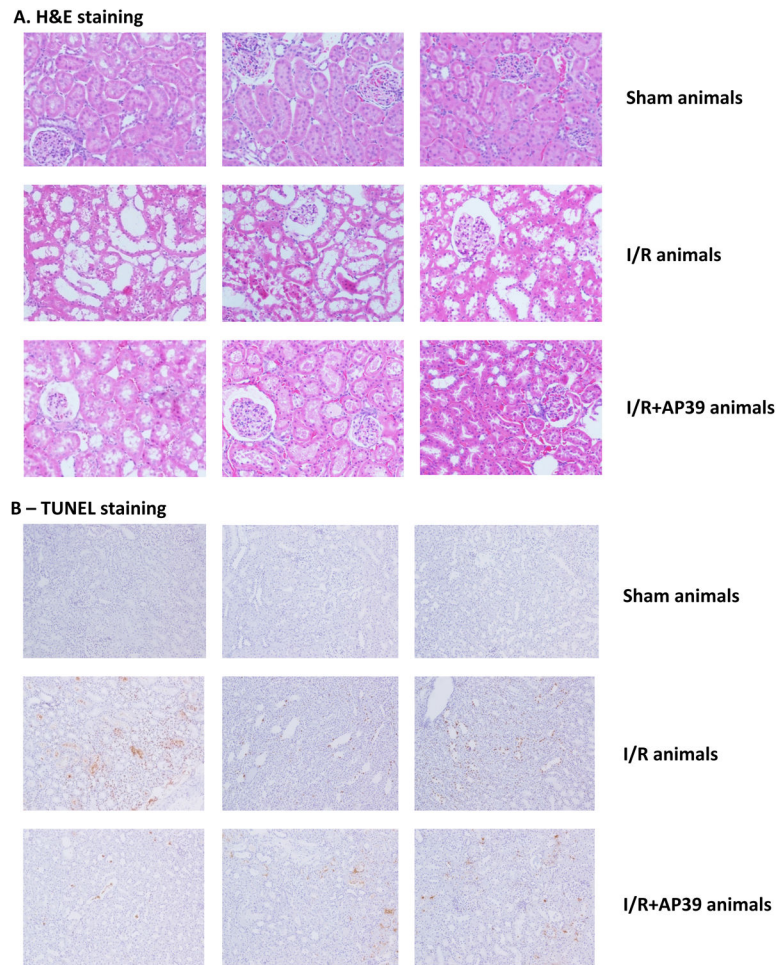 A. H&E staining
Sham animals
I/R animals
I/R+AP39 animals
B – TUNEL staining
Sham animals
I/R animals
I/R+AP39 animals